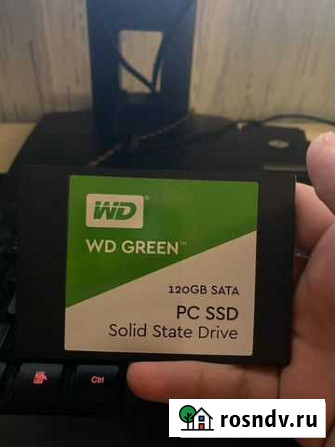 WD®
WD GREEN™
120GB SATA
PC SSD
Solid State Drive
Ctrl
rosndv.ru